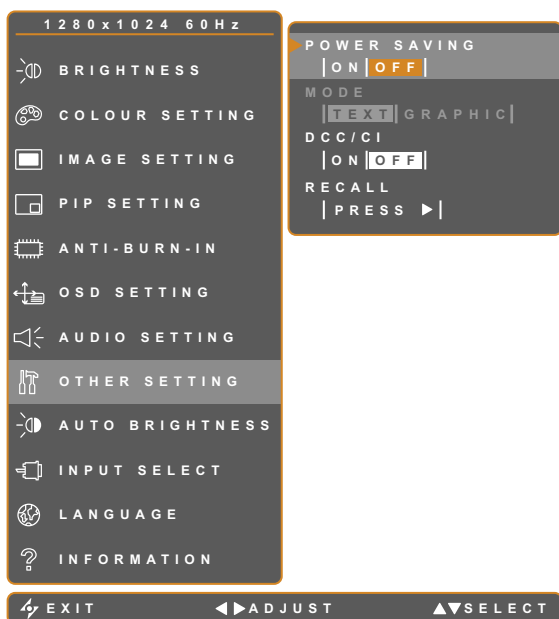 1280x1024 60Hz
BRIGHTNESS
COLOUR SETTING
IMAGE SETTING
PIP SETTING
ANTI-BURN-IN
OSD SETTING
AUDIO SETTING
OTHER SETTING
AUTO BRIGHTNESS
INPUT SELECT
LANGUAGE
INFORMATION
POWER SAVING
ON OFF
MODE
TEXT GRAPHIC
DCC/CI
ON OFF
RECALL
PRESS
EXIT ADJUST SELECT